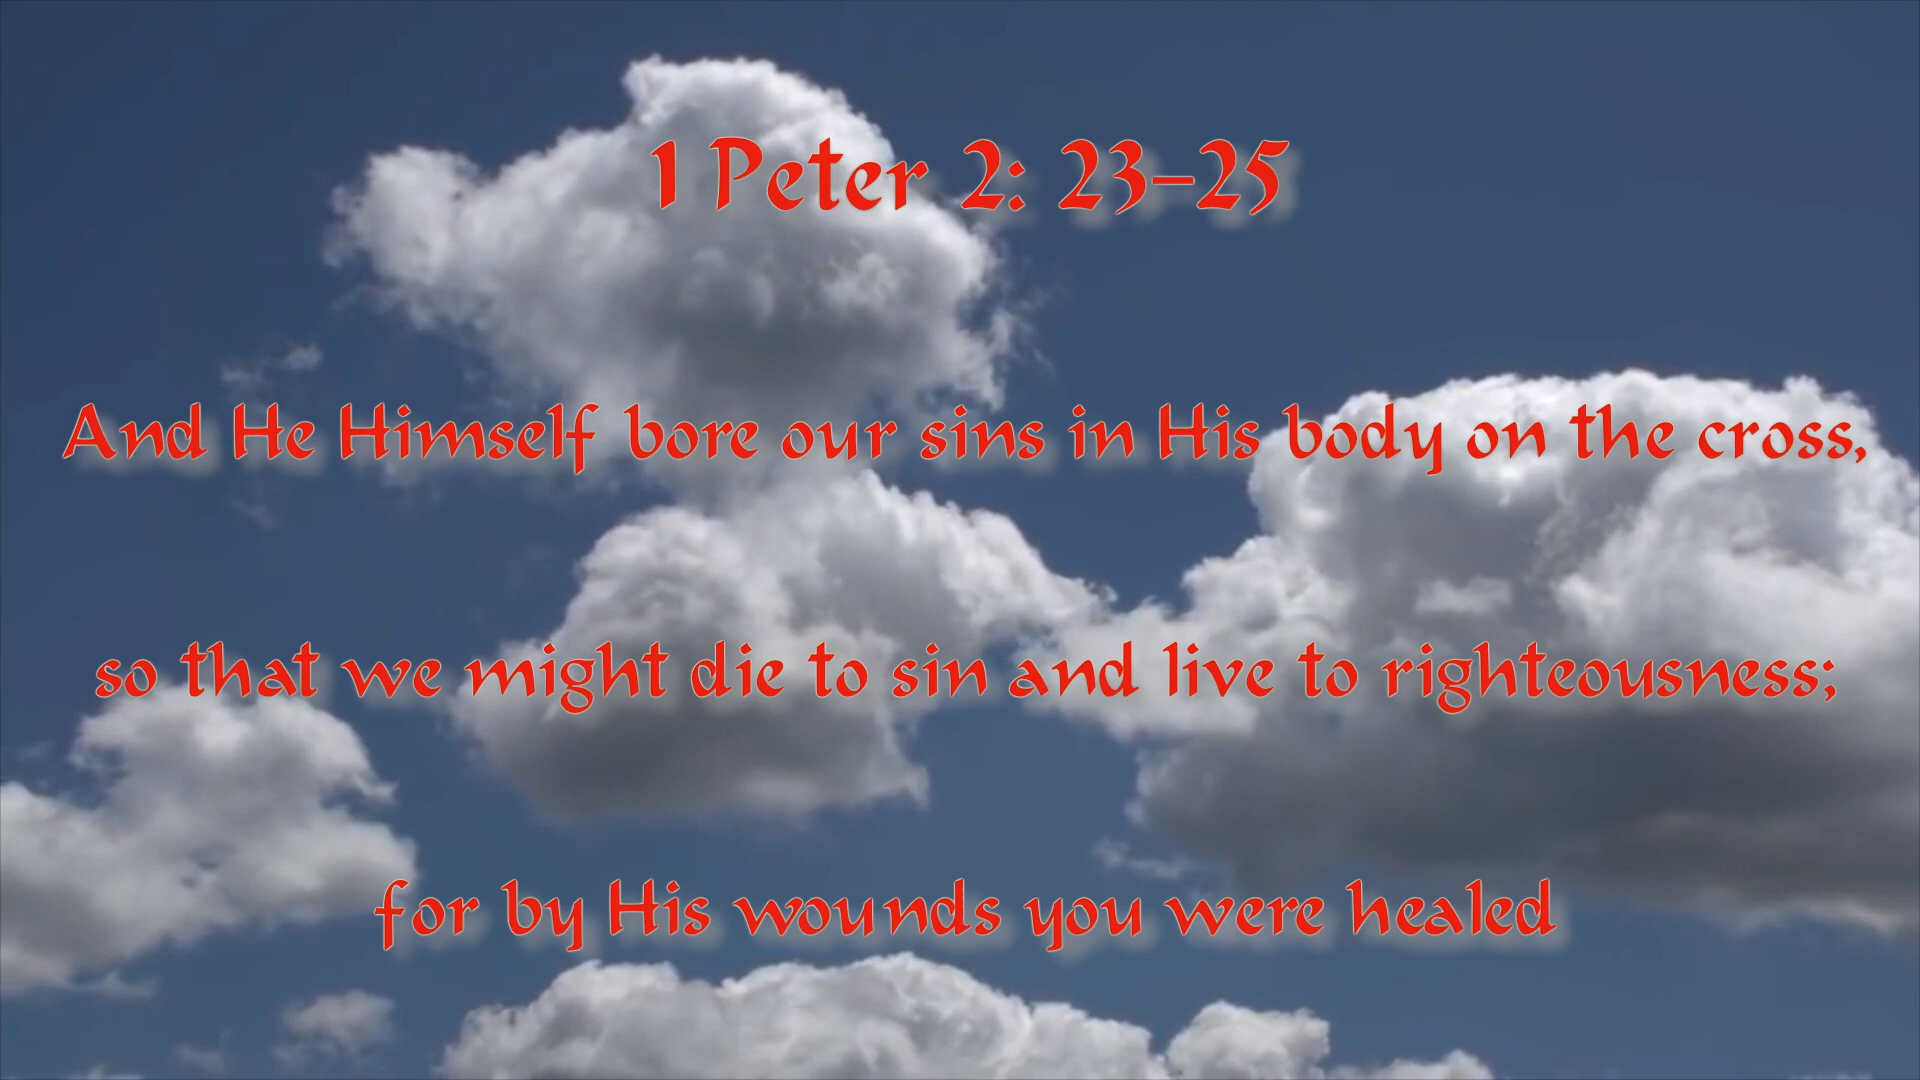 1 Peter 2: 23-25
And He Himself bore our sins in His body on the cross,
so that we might die to sin and live to righteousness;
for by His wounds you were healed